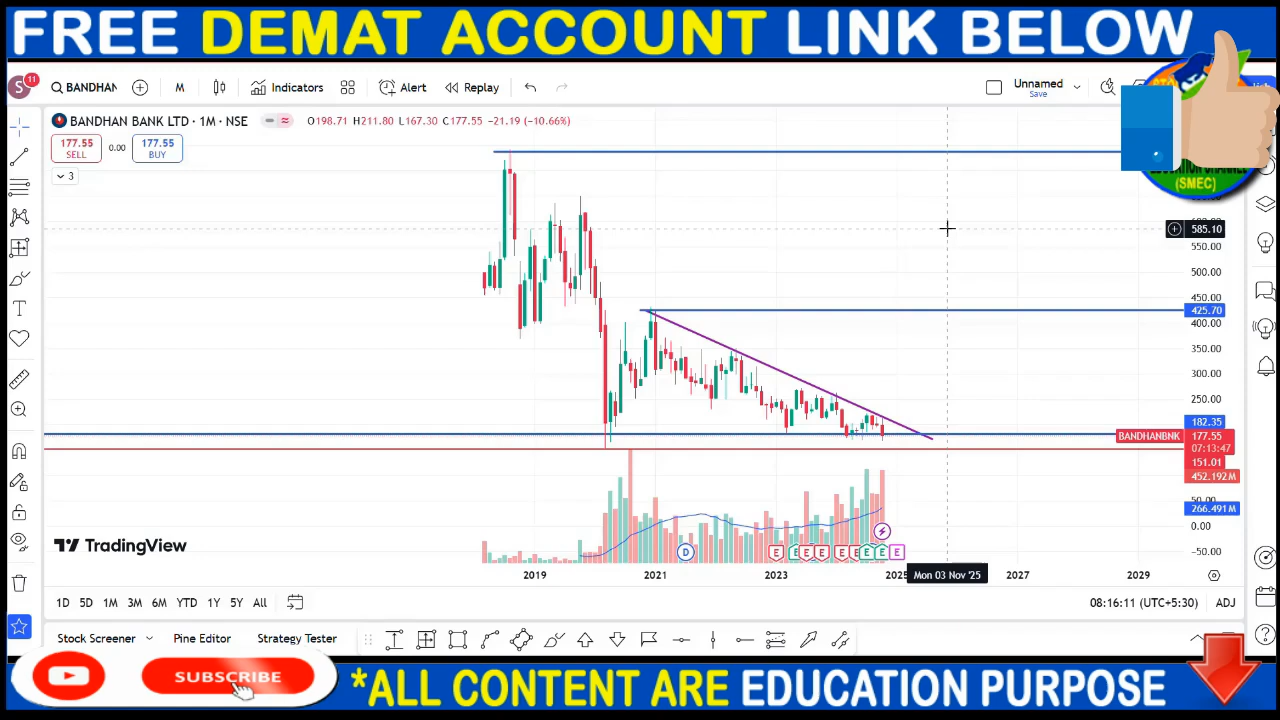 FREE DEMAT ACCOUNT LINK BELOW
S 11 BANDHAN M Indicators Alert Replay Unnamed
Save
BANDHAN BANK LTD · 1M · NSE O198.71 H211.80 L167.30 C177.55 −21.19 (−10.66%)
177.55 0.00 177.55
SELL BUY
3
EDUCATION CHANNEL
(SMEC)
585.10
550.00
500.00
450.00
425.70
400.00
350.00
300.00
250.00
182.35
BANDHANBNK 177.55
07:13:47
151.01
452.192M
266.491M
0.00
-50.00
TradingView
D E E E E E E E E E
2019 2021 2023 2025 Mon 03 Nov '25 2027 2029
1D 5D 1M 3M 6M YTD 1Y 5Y All 08:16:11 (UTC+5:30) ADJ
Stock Screener Pine Editor Strategy Tester
SUBSCRIBE
*ALL CONTENT ARE EDUCATION PURPOSE